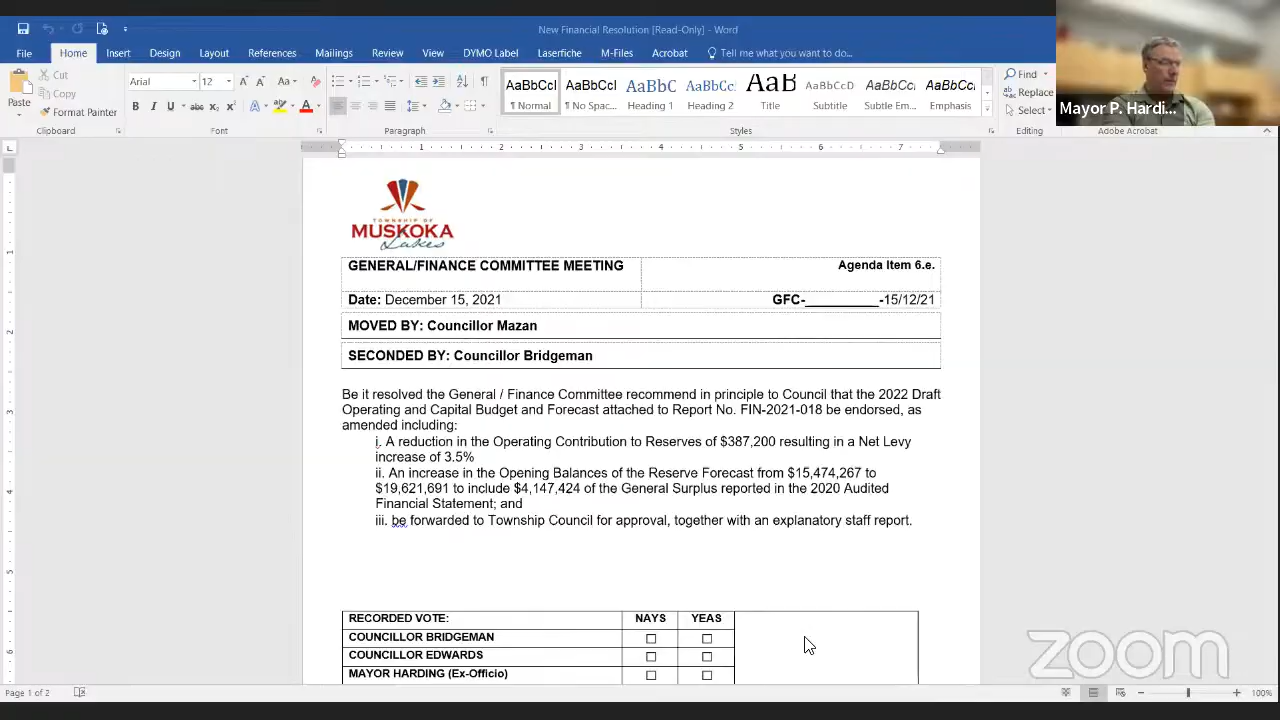 New Financial Resolution [Read-Only] - Word
File Home Insert Design Layout References Mailings Review View DYMO Label Laserfiche M-Files Acrobat Tell me what you want to do...
Paste
Cut
Copy
Format Painter
Clipboard
Arial 12
Font
Paragraph
AaBbCcI AaBbCcI AaBbC AaBbCc AaB AaBbCcD AaBbCcI AaBbCc
¶ Normal ¶ No Spac... Heading 1 Heading 2 Title Subtitle Subtle Em... Emphasis
Styles
Find
Replace
Select
Editing
Adobe Acrobat
Mayor P. Hardi...
1 2 3 4 5 6 7
TOWNSHIP OF
MUSKOKA
Lakes
GENERAL/FINANCE COMMITTEE MEETING Agenda Item 6.e.
Date: December 15, 2021 GFC-__________-15/12/21
MOVED BY: Councillor Mazan
SECONDED BY: Councillor Bridgeman
Be it resolved the General / Finance Committee recommend in principle to Council that the 2022 Draft
Operating and Capital Budget and Forecast attached to Report No. FIN-2021-018 be endorsed, as
amended including:
i. A reduction in the Operating Contribution to Reserves of $387,200 resulting in a Net Levy
increase of 3.5%
ii. An increase in the Opening Balances of the Reserve Forecast from $15,474,267 to
$19,621,691 to include $4,147,424 of the General Surplus reported in the 2020 Audited
Financial Statement; and
iii. be forwarded to Township Council for approval, together with an explanatory staff report.
RECORDED VOTE: NAYS YEAS
COUNCILLOR BRIDGEMAN ☐ ☐
COUNCILLOR EDWARDS ☐ ☐
MAYOR HARDING (Ex-Officio) ☐ ☐
zoom
Page 1 of 2
100%